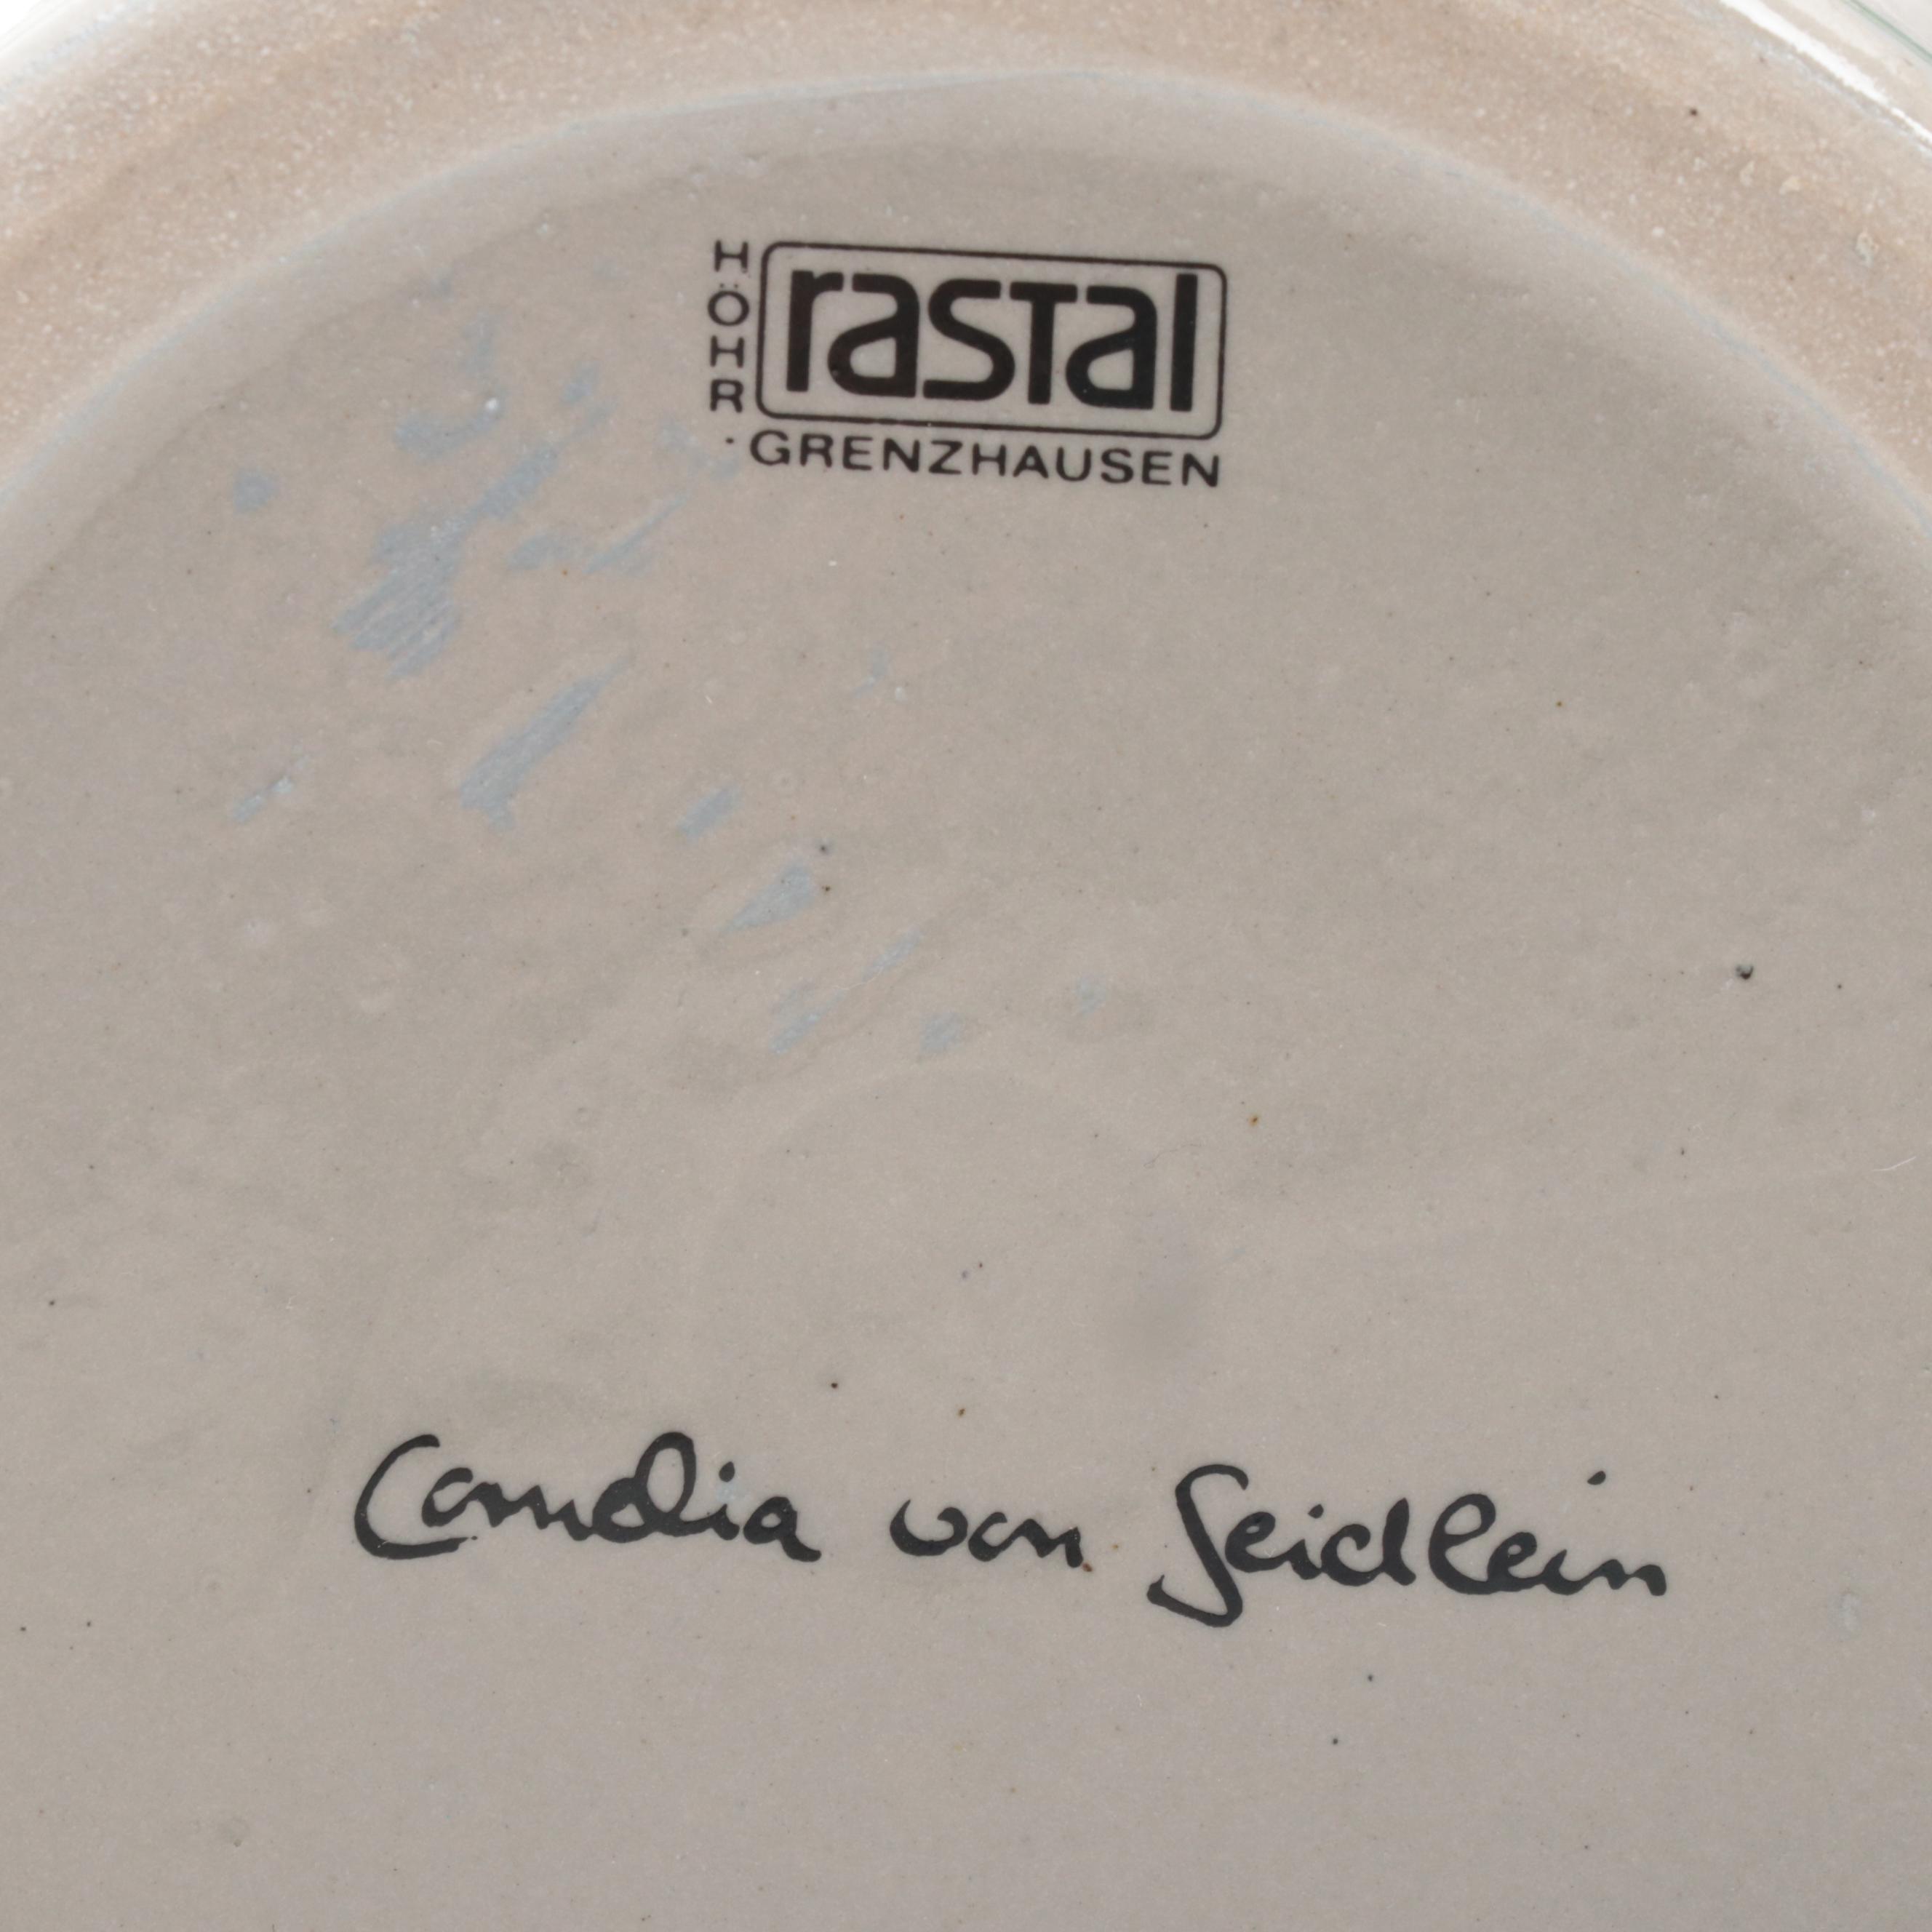 HÖHR
rastal
·GRENZHAUSEN
Cornelia von Seidlein